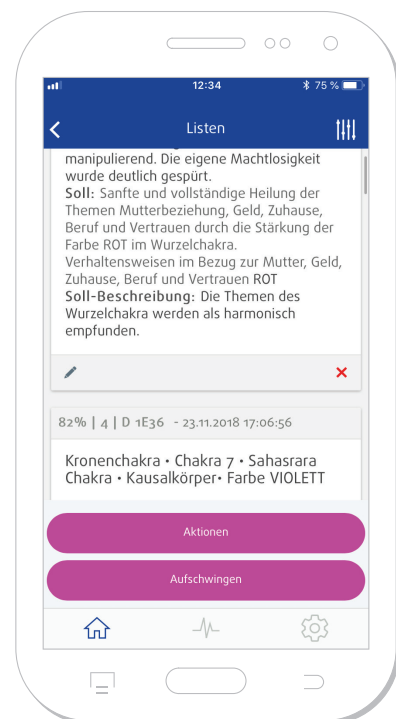 12:34
75 %
Listen
manipulierend. Die eigene Machtlosigkeit
wurde deutlich gespürt.
Soll: Sanfte und vollständige Heilung der
Themen Mutterbeziehung, Geld, Zuhause,
Beruf und Vertrauen durch die Stärkung der
Farbe ROT im Wurzelchakra.
Verhaltensweisen im Bezug zur Mutter, Geld,
Zuhause, Beruf und Vertrauen ROT
Soll-Beschreibung: Die Themen des
Wurzelchakra werden als harmonisch
empfunden.
82% | 4 | D 1E36 - 23.11.2018 17:06:56
Kronenchakra • Chakra 7 • Sahasrara
Chakra • Kausalkörper• Farbe VIOLETT
Aktionen
Aufschwingen